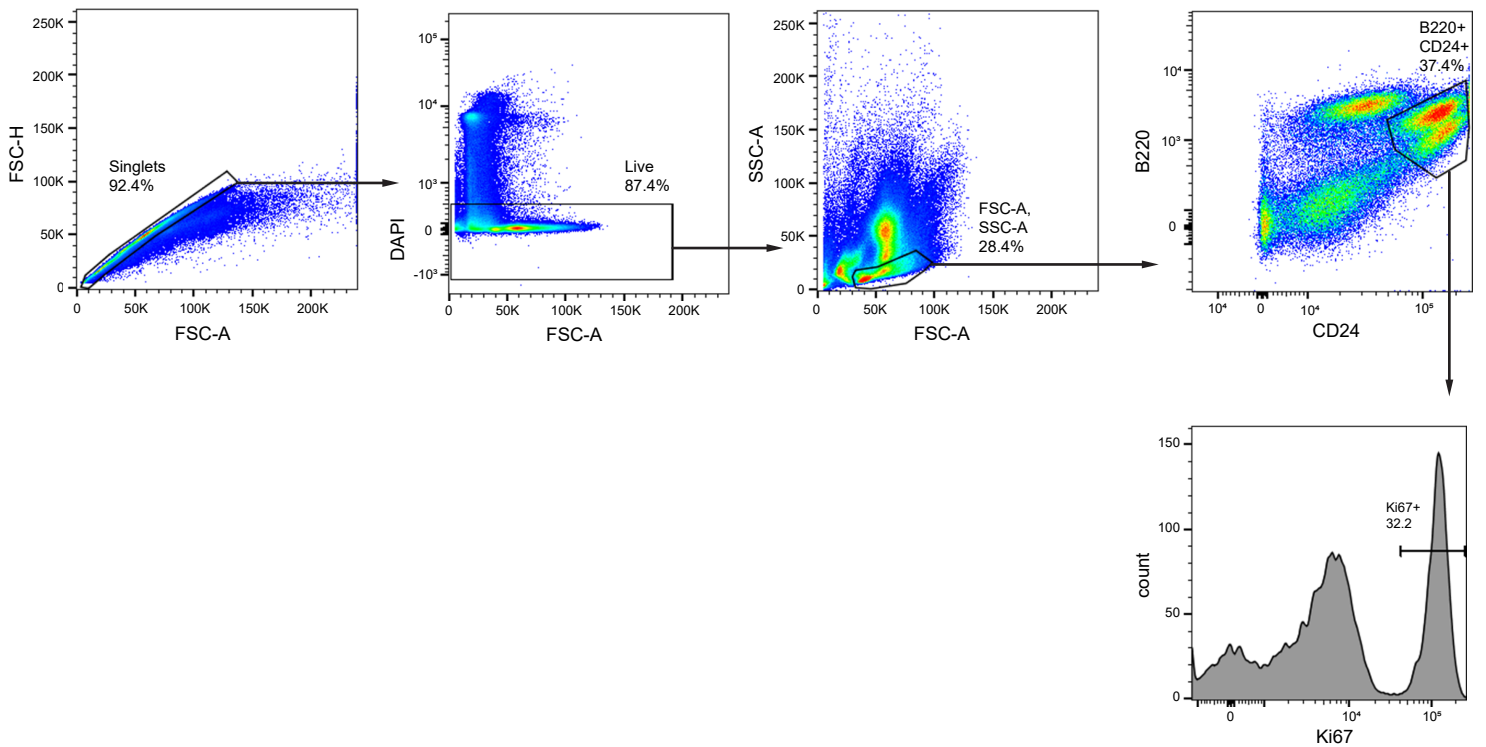 250K
200K
150K
100K
50K
0
FSC-H
Singlets
92.4%
0
50K
100K
150K
200K
FSC-A
10⁵
10⁴
10³
0
-10³
DAPI
Live
87.4%
0
50K
100K
150K
200K
FSC-A
250K
200K
150K
100K
50K
0
SSC-A
FSC-A,
SSC-A
28.4%
0
50K
100K
150K
200K
FSC-A
10⁴
10³
0
B220
B220+
CD24+
37.4%
10⁴
0
10⁴
10⁵
CD24
150
100
50
0
count
Ki67+
32.2
0
10⁴
10⁵
Ki67